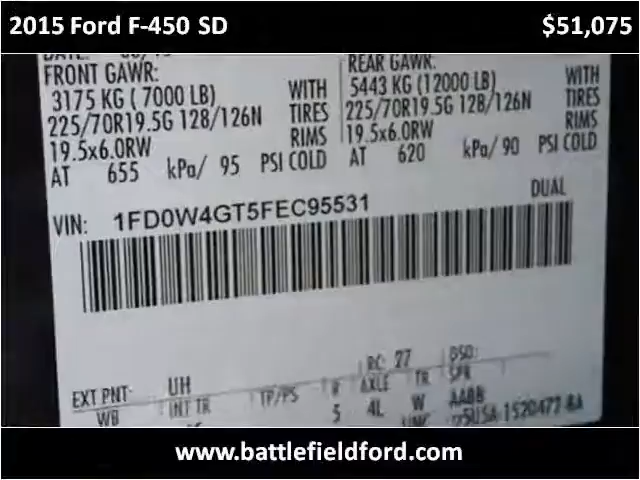 2015 Ford F-450 SD $51,075
FRONT GAWR: REAR GAWR:
3175 KG ( 7000 LB) WITH 5443 KG (12000 LB) WITH
225/70R19.5G 128/126N TIRES 225/70R19.5G 128/126N TIRES
19.5x6.0RW RIMS 19.5x6.0RW RIMS
AT 655 kPa/ 95 PSI COLD AT 620 kPa/ 90 PSI COLD
DUAL
VIN: 1FD0W4GT5FEC95531
RC: 27 DSO:
EXT PNT: UH
WB INT TR TP/PS R AXLE TR SPR
5 4L W AABB
www.battlefieldford.com